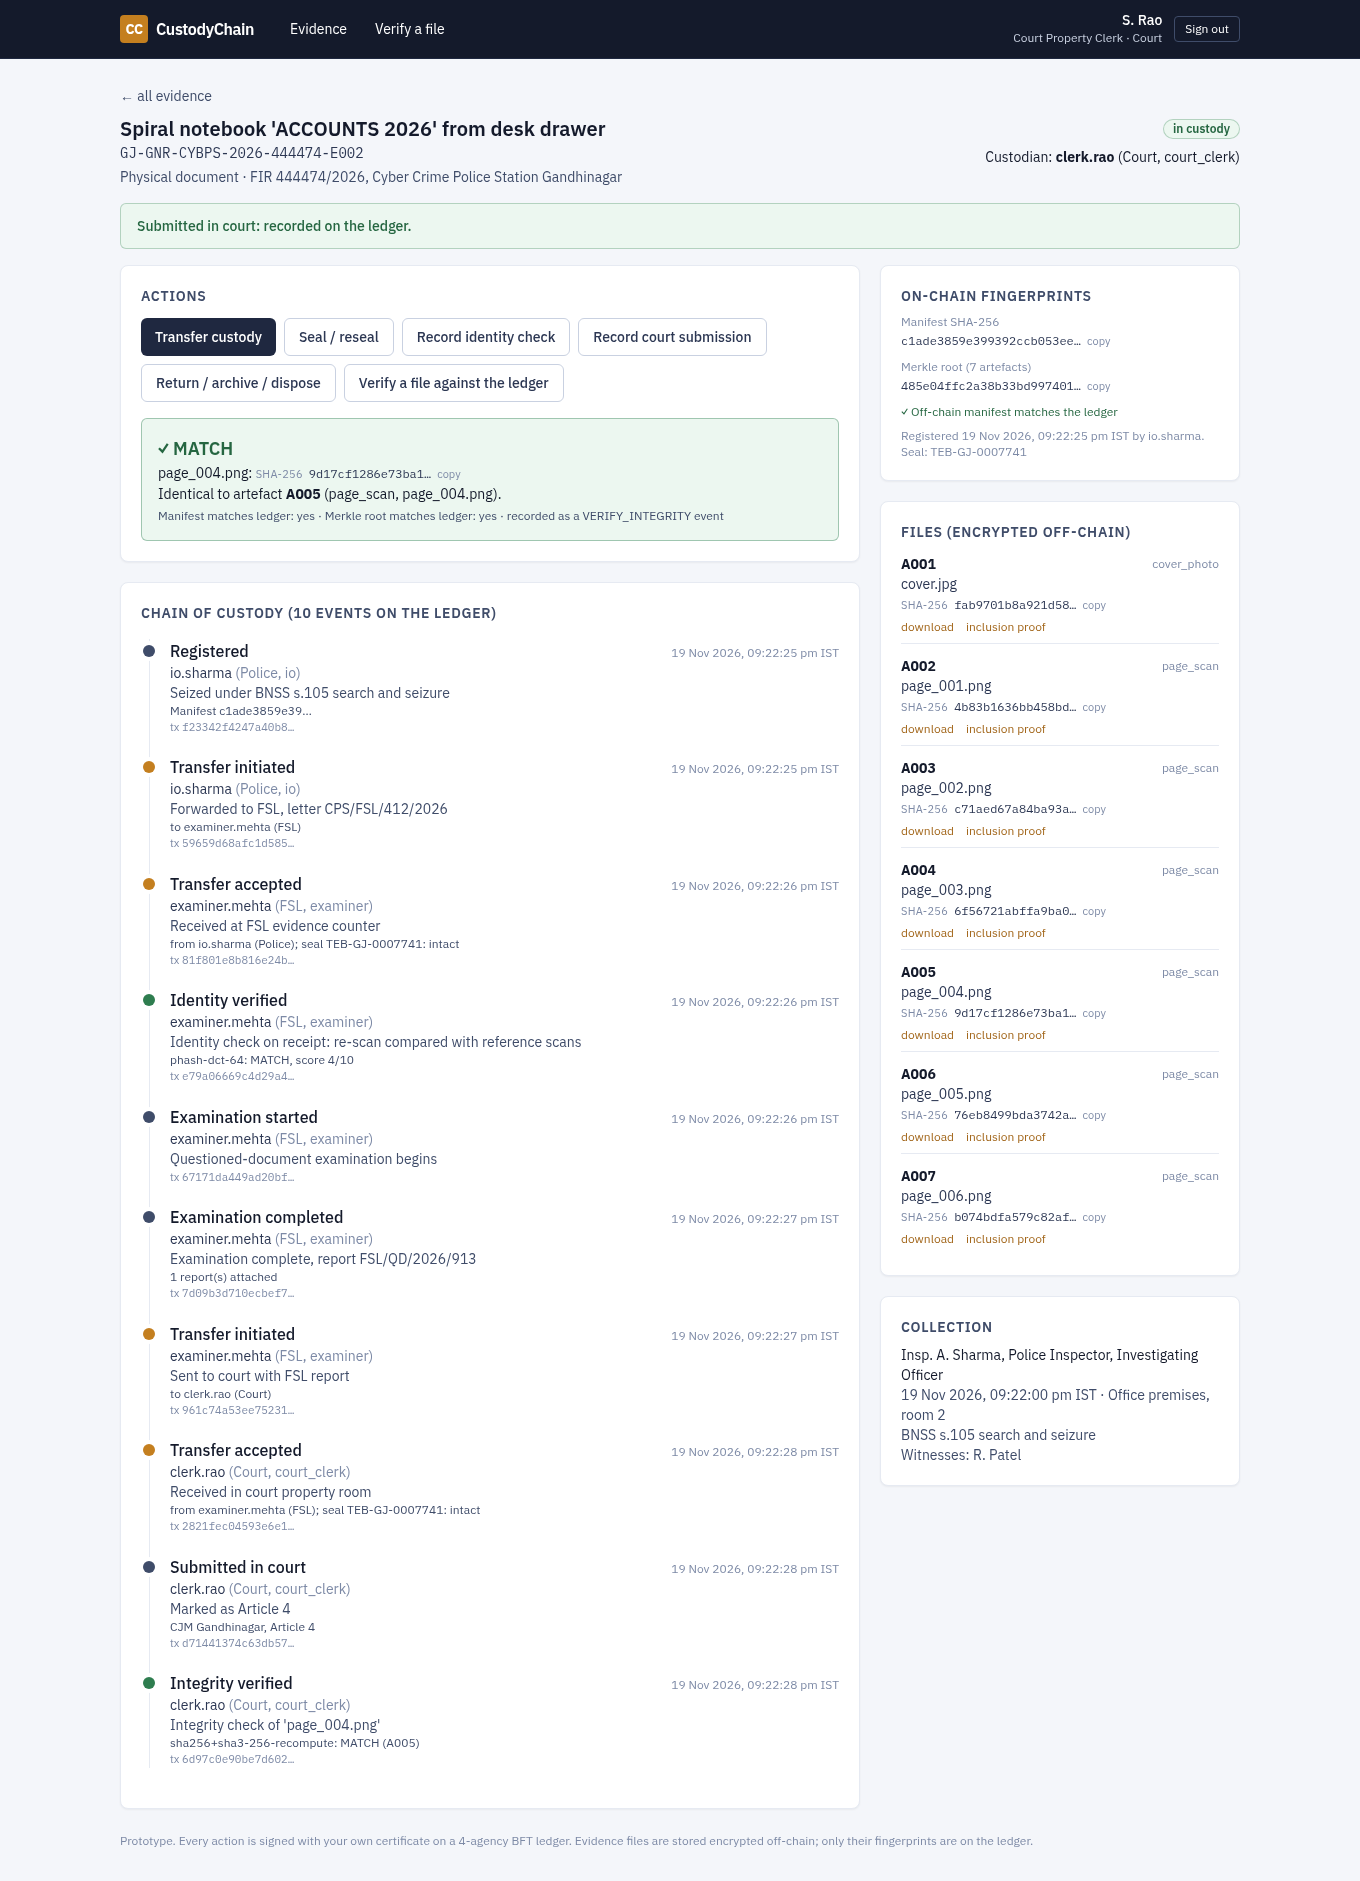 CC CustodyChain Evidence Verify a file
S. Rao
Court Property Clerk · Court
Sign out
← all evidence
Spiral notebook 'ACCOUNTS 2026' from desk drawer
GJ-GNR-CYBPS-2026-444474-E002
Physical document · FIR 444474/2026, Cyber Crime Police Station Gandhinagar
in custody
Custodian: clerk.rao (Court, court_clerk)
Submitted in court: recorded on the ledger.
ACTIONS
Transfer custody Seal / reseal Record identity check Record court submission
Return / archive / dispose Verify a file against the ledger
✓ MATCH
page_004.png: SHA-256 9d17cf1286e73ba1… copy
Identical to artefact A005 (page_scan, page_004.png).
Manifest matches ledger: yes · Merkle root matches ledger: yes · recorded as a VERIFY_INTEGRITY event
CHAIN OF CUSTODY (10 EVENTS ON THE LEDGER)
Registered 19 Nov 2026, 09:22:25 pm IST
io.sharma (Police, io)
Seized under BNSS s.105 search and seizure
Manifest c1ade3859e39…
tx f23342f4247a40b8…
Transfer initiated 19 Nov 2026, 09:22:25 pm IST
io.sharma (Police, io)
Forwarded to FSL, letter CPS/FSL/412/2026
to examiner.mehta (FSL)
tx 59659d68afc1d585…
Transfer accepted 19 Nov 2026, 09:22:26 pm IST
examiner.mehta (FSL, examiner)
Received at FSL evidence counter
from io.sharma (Police); seal TEB-GJ-0007741: intact
tx 81f801e8b816e24b…
Identity verified 19 Nov 2026, 09:22:26 pm IST
examiner.mehta (FSL, examiner)
Identity check on receipt: re-scan compared with reference scans
phash-dct-64: MATCH, score 4/10
tx e79a06669c4d29a4…
Examination started 19 Nov 2026, 09:22:26 pm IST
examiner.mehta (FSL, examiner)
Questioned-document examination begins
tx 67171da449ad20bf…
Examination completed 19 Nov 2026, 09:22:27 pm IST
examiner.mehta (FSL, examiner)
Examination complete, report FSL/QD/2026/913
1 report(s) attached
tx 7d09b3d710ecbef7…
Transfer initiated 19 Nov 2026, 09:22:27 pm IST
examiner.mehta (FSL, examiner)
Sent to court with FSL report
to clerk.rao (Court)
tx 961c74a53ee75231…
Transfer accepted 19 Nov 2026, 09:22:28 pm IST
clerk.rao (Court, court_clerk)
Received in court property room
from examiner.mehta (FSL); seal TEB-GJ-0007741: intact
tx 2821fec04593e6e1…
Submitted in court 19 Nov 2026, 09:22:28 pm IST
clerk.rao (Court, court_clerk)
Marked as Article 4
CJM Gandhinagar, Article 4
tx d71441374c63db57…
Integrity verified 19 Nov 2026, 09:22:28 pm IST
clerk.rao (Court, court_clerk)
Integrity check of 'page_004.png'
sha256+sha3-256-recompute: MATCH (A005)
tx 6d97c0e90be7d602…
ON-CHAIN FINGERPRINTS
Manifest SHA-256
c1ade3859e399392ccb053ee… copy
Merkle root (7 artefacts)
485e04ffc2a38b33bd997401… copy
✓ Off-chain manifest matches the ledger
Registered 19 Nov 2026, 09:22:25 pm IST by io.sharma.
Seal: TEB-GJ-0007741
FILES (ENCRYPTED OFF-CHAIN)
A001 cover_photo
cover.jpg
SHA-256 fab9701b8a921d58… copy
download inclusion proof
A002 page_scan
page_001.png
SHA-256 4b83b1636bb458bd… copy
download inclusion proof
A003 page_scan
page_002.png
SHA-256 c71aed67a84ba93a… copy
download inclusion proof
A004 page_scan
page_003.png
SHA-256 6f56721abffa9ba0… copy
download inclusion proof
A005 page_scan
page_004.png
SHA-256 9d17cf1286e73ba1… copy
download inclusion proof
A006 page_scan
page_005.png
SHA-256 76eb8499bda3742a… copy
download inclusion proof
A007 page_scan
page_006.png
SHA-256 b074bdfa579c82af… copy
download inclusion proof
COLLECTION
Insp. A. Sharma, Police Inspector, Investigating
Officer
19 Nov 2026, 09:22:00 pm IST · Office premises,
room 2
BNSS s.105 search and seizure
Witnesses: R. Patel
Prototype. Every action is signed with your own certificate on a 4-agency BFT ledger. Evidence files are stored encrypted off-chain; only their fingerprints are on the ledger.